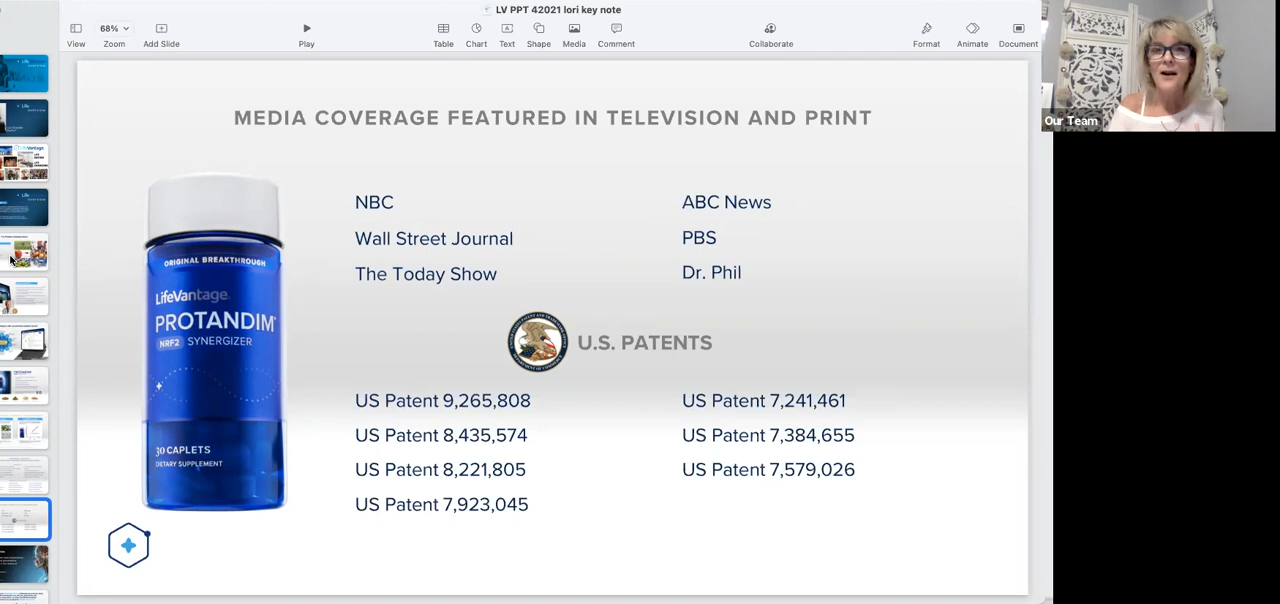 LV PPT 42021 lori key note
68%
View Zoom Add Slide Play Table Chart Text Shape Media Comment Collaborate Format Animate Document
Our Team
MEDIA COVERAGE FEATURED IN TELEVISION AND PRINT
NBC
ABC News
Wall Street Journal
PBS
The Today Show
Dr. Phil
ORIGINAL BREAKTHROUGH
LifeVantage
PROTANDIM
NRF2 SYNERGIZER
30 CAPLETS
DIETARY SUPPLEMENT
U.S. PATENTS
US Patent 9,265,808
US Patent 7,241,461
US Patent 8,435,574
US Patent 7,384,655
US Patent 8,221,805
US Patent 7,579,026
US Patent 7,923,045